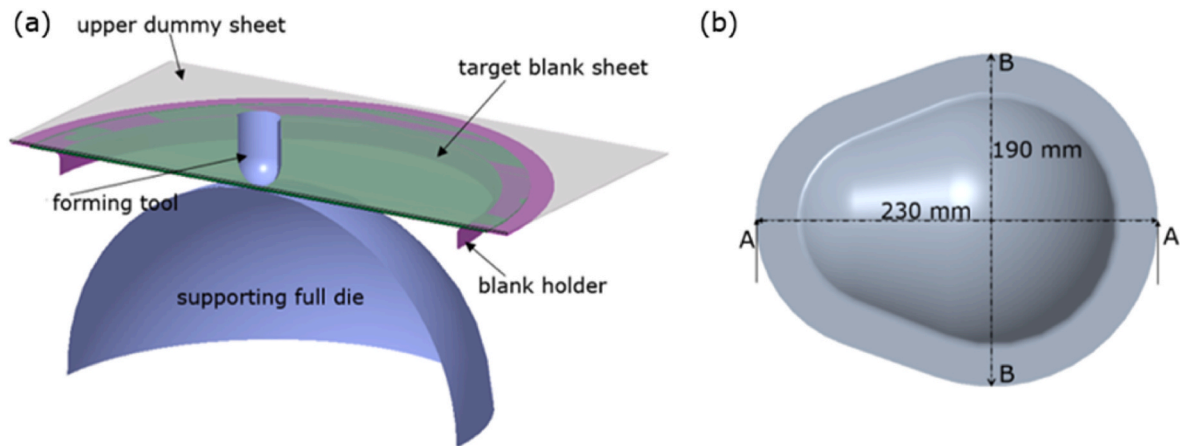 (a)
upper dummy sheet
target blank sheet
forming tool
supporting full die
blank holder
(b)
B
190 mm
230 mm
A
A
B